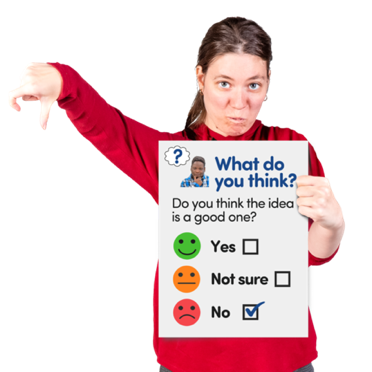 ?
What do
you think?
Do you think the idea
is a good one?
Yes
Not sure
No